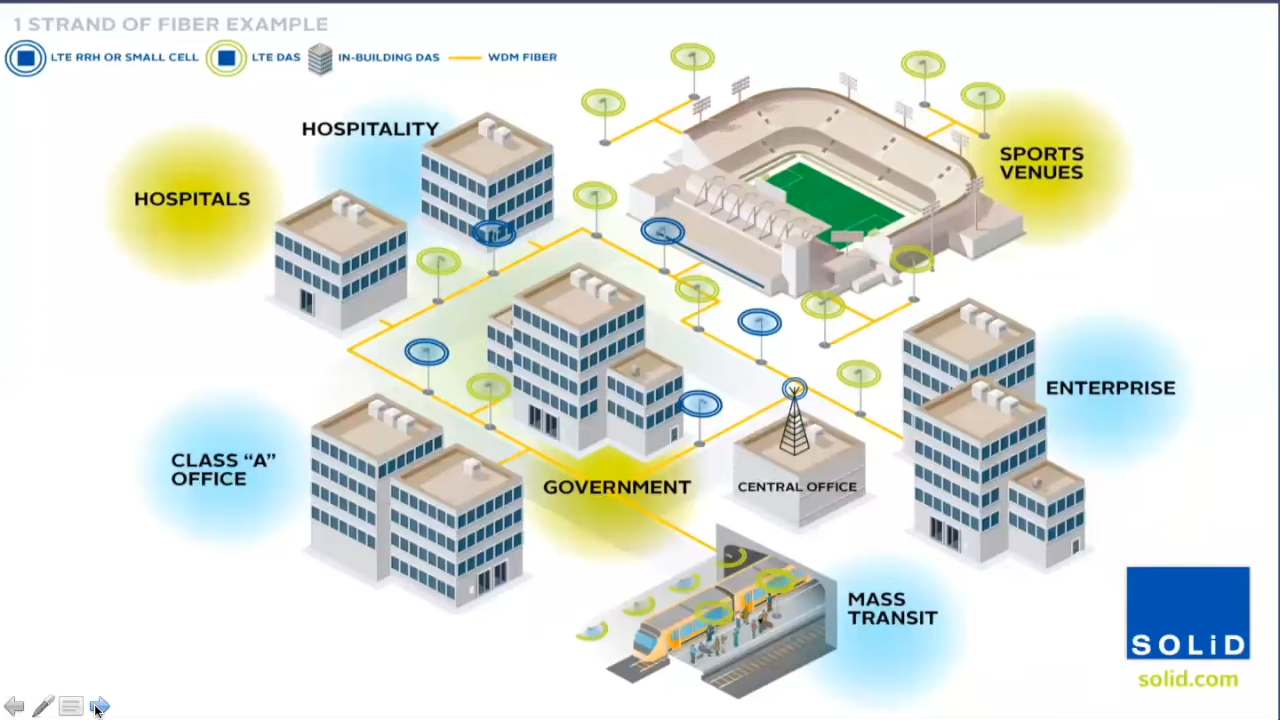 1 STRAND OF FIBER EXAMPLE
LTE RRH OR SMALL CELL LTE DAS IN-BUILDING DAS WDM FIBER
HOSPITALITY
HOSPITALS
SPORTS
VENUES
ENTERPRISE
CLASS “A”
OFFICE
GOVERNMENT
CENTRAL OFFICE
MASS
TRANSIT
SOLiD
solid.com